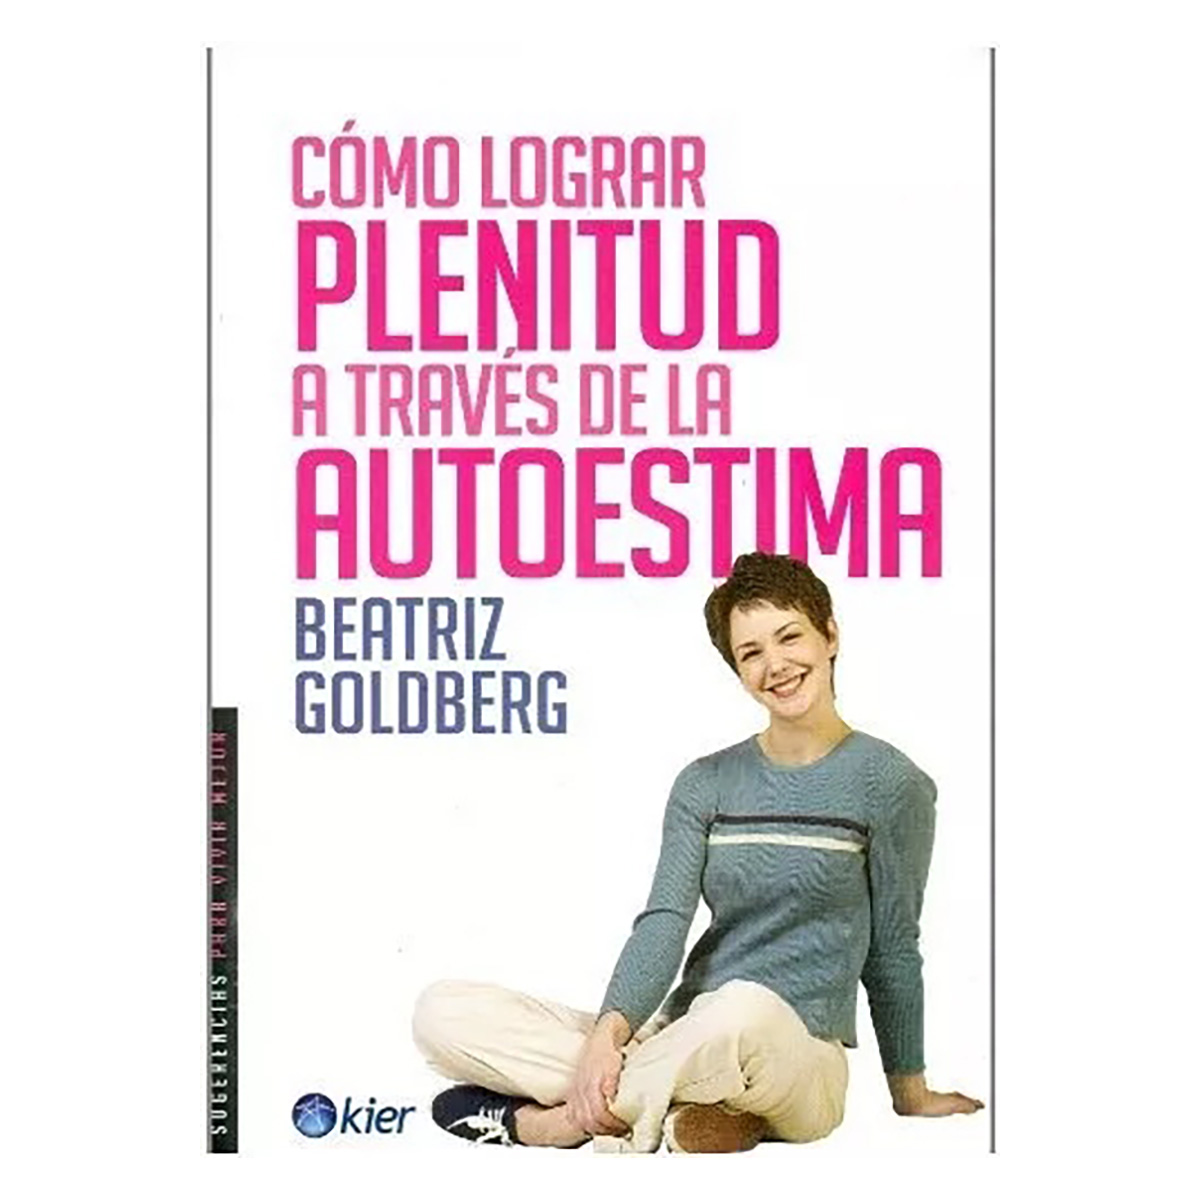 CÓMO LOGRAR
PLENITUD
A TRAVÉS DE LA
AUTOESTIMA
BEATRIZ
GOLDBERG
SUGERENCIAS PARA VIVIR MEJOR
kier